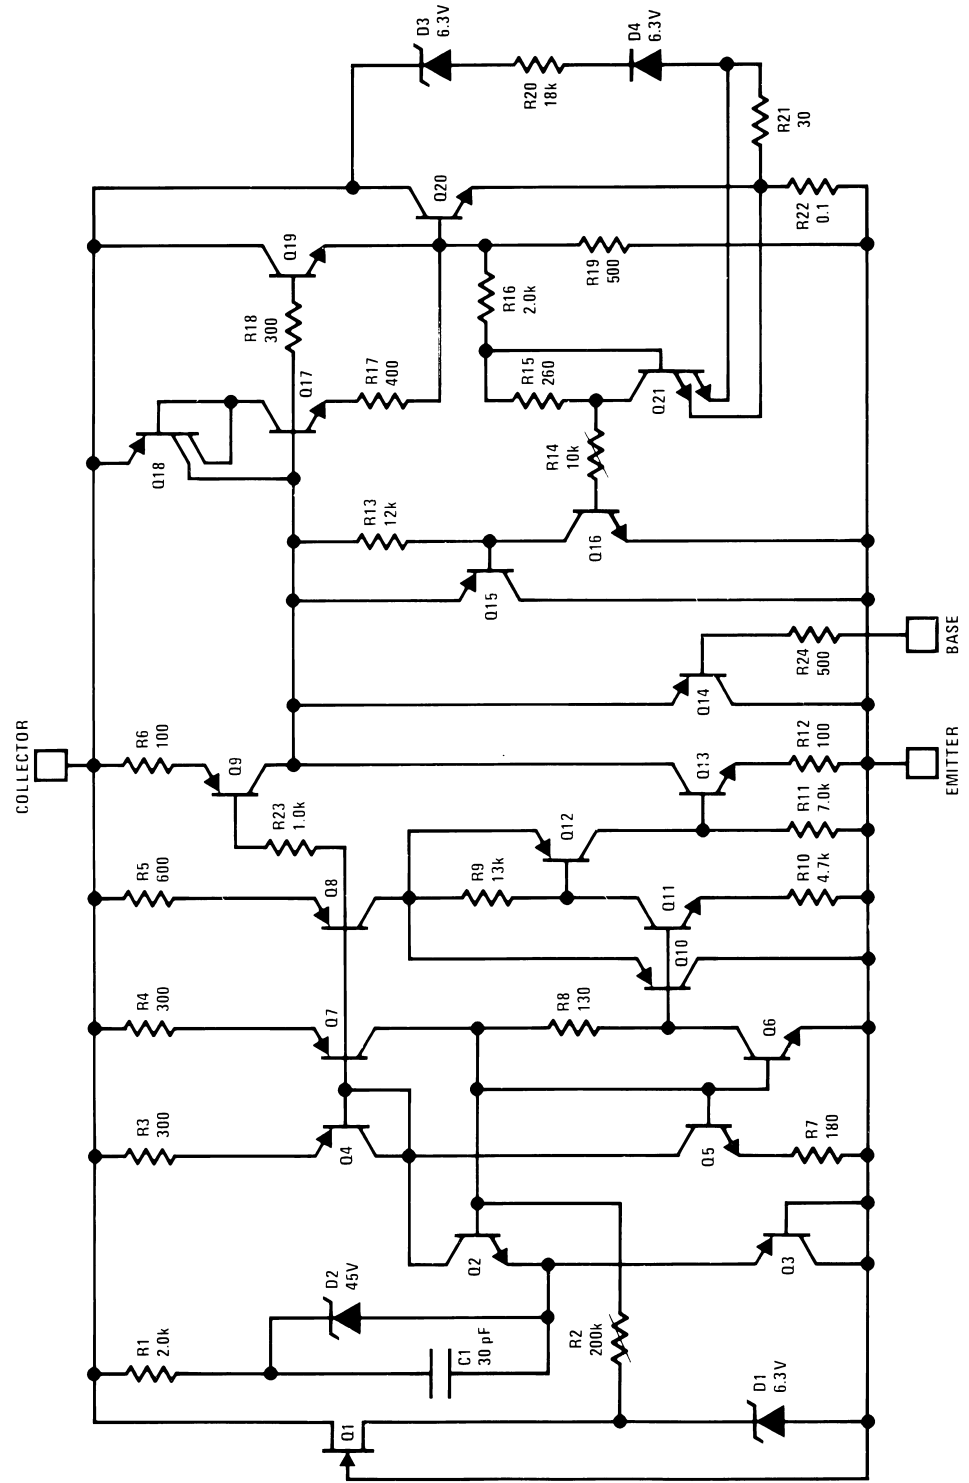 COLLECTOR
R1
2.0k
R3
300
R4
300
R5
600
R6
100
D3
6.3V
D4
6.3V
R20
18k
R21
30
R22
0.1
Q20
Q19
R18
300
Q18
Q17
R17
400
R16
2.0k
R19
500
R15
260
Q21
R14
10k
R13
12k
Q16
Q15
Q14
R24
500
BASE
Q9
R23
1.0k
Q8
Q7
Q4
Q12
R9
13k
Q13
R12
100
EMITTER
R11
7.0k
R10
4.7k
Q11
Q10
R8
130
Q6
Q5
R7
180
Q2
Q3
D2
45V
C1
30 pF
R2
200k
Q1
D1
6.3V